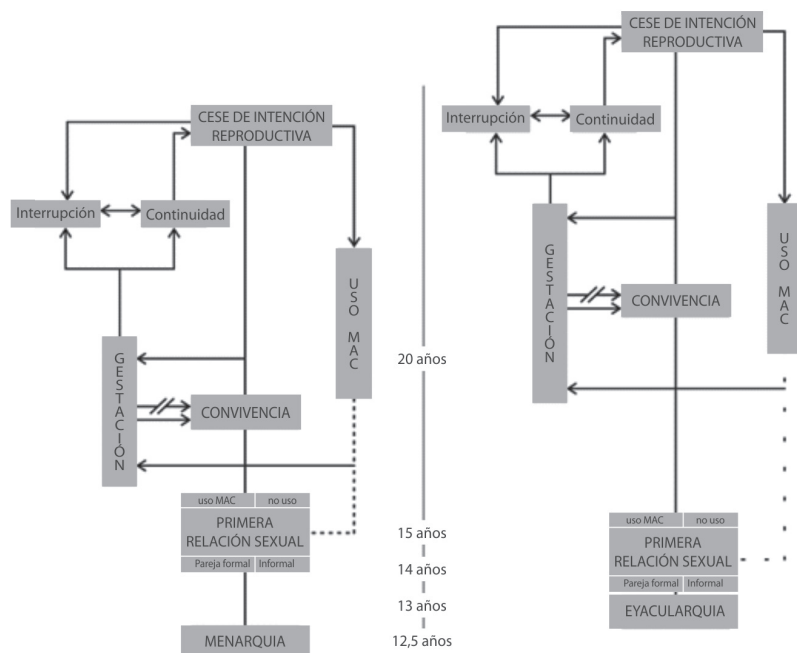 CESE DE INTENCIÓN
REPRODUCTIVA
Interrupción
Continuidad
USO MAC
GESTACIÓN
CONVIVENCIA
uso MAC
no uso
PRIMERA
RELACIÓN SEXUAL
Pareja formal
Informal
MENARQUIA
20 años
15 años
14 años
13 años
12,5 años
CESE DE INTENCIÓN
REPRODUCTIVA
Interrupción
Continuidad
USO MAC
GESTACIÓN
CONVIVENCIA
uso MAC
no uso
PRIMERA
RELACIÓN SEXUAL
Pareja formal
Informal
EYACULARQUIA